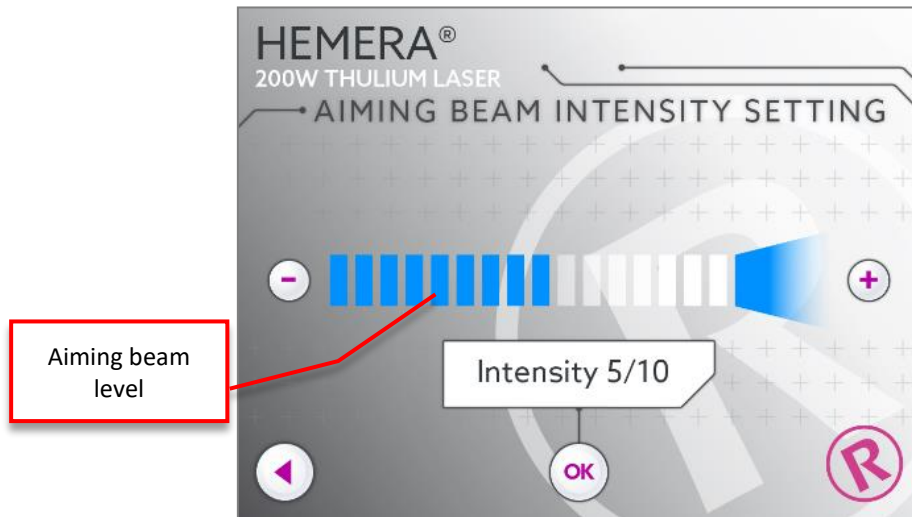 HEMERA®
200W THULIUM LASER
AIMING BEAM INTENSITY SETTING
-
+
Aiming beam
level
Intensity 5/10
OK
R